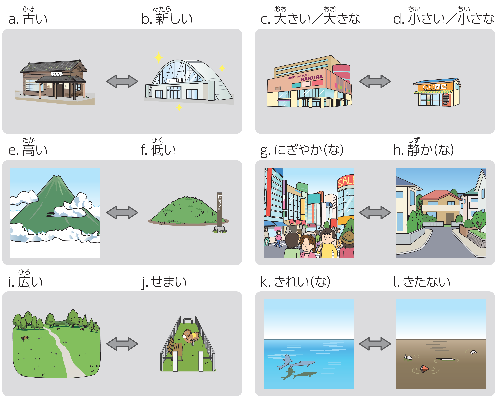 a. 古い
b. 新しい
c. 大きい／大きな
d. 小さい／小さな
e. 高い
f. 低い
g. にぎやか(な)
h. 静か(な)
i. 広い
j. せまい
k. きれい(な)
l. きたない